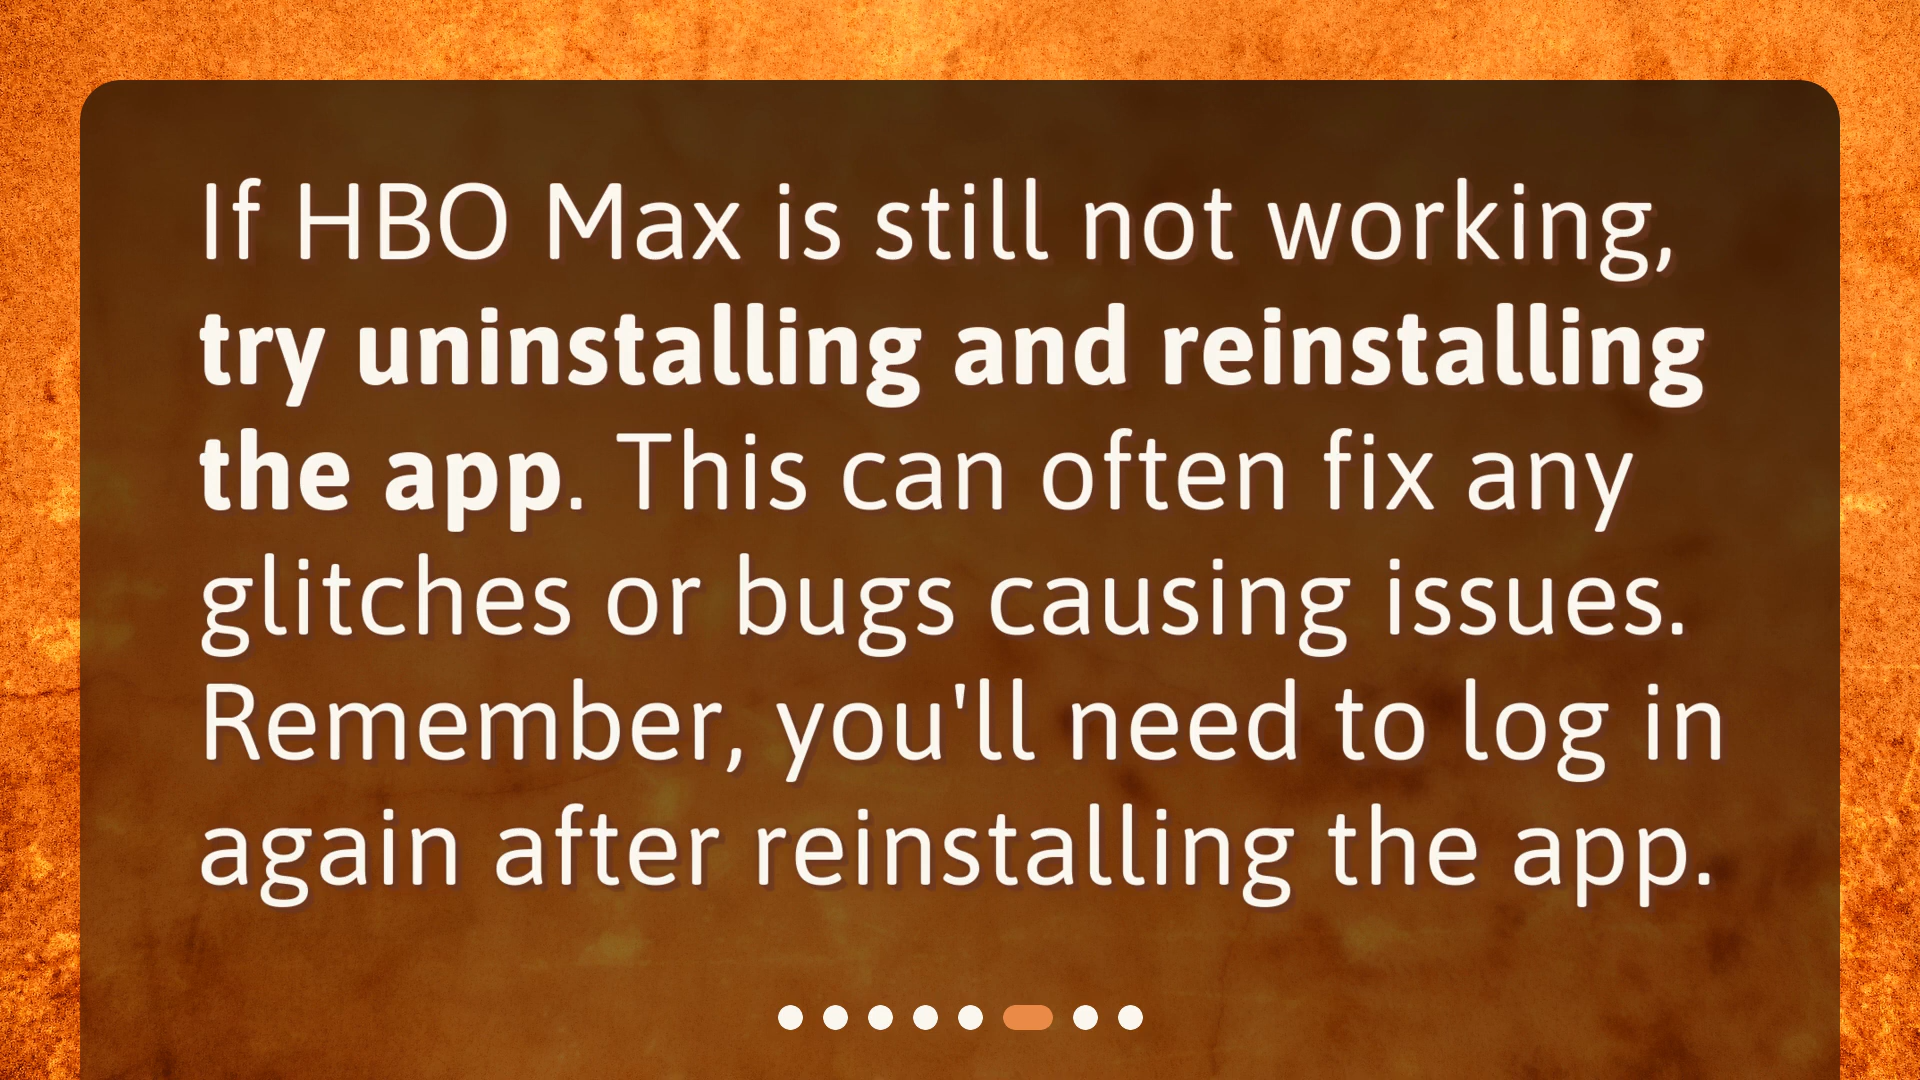 If HBO Max is still not working,
try uninstalling and reinstalling
the app. This can often fix any
glitches or bugs causing issues.
Remember, you'll need to log in
again after reinstalling the app.